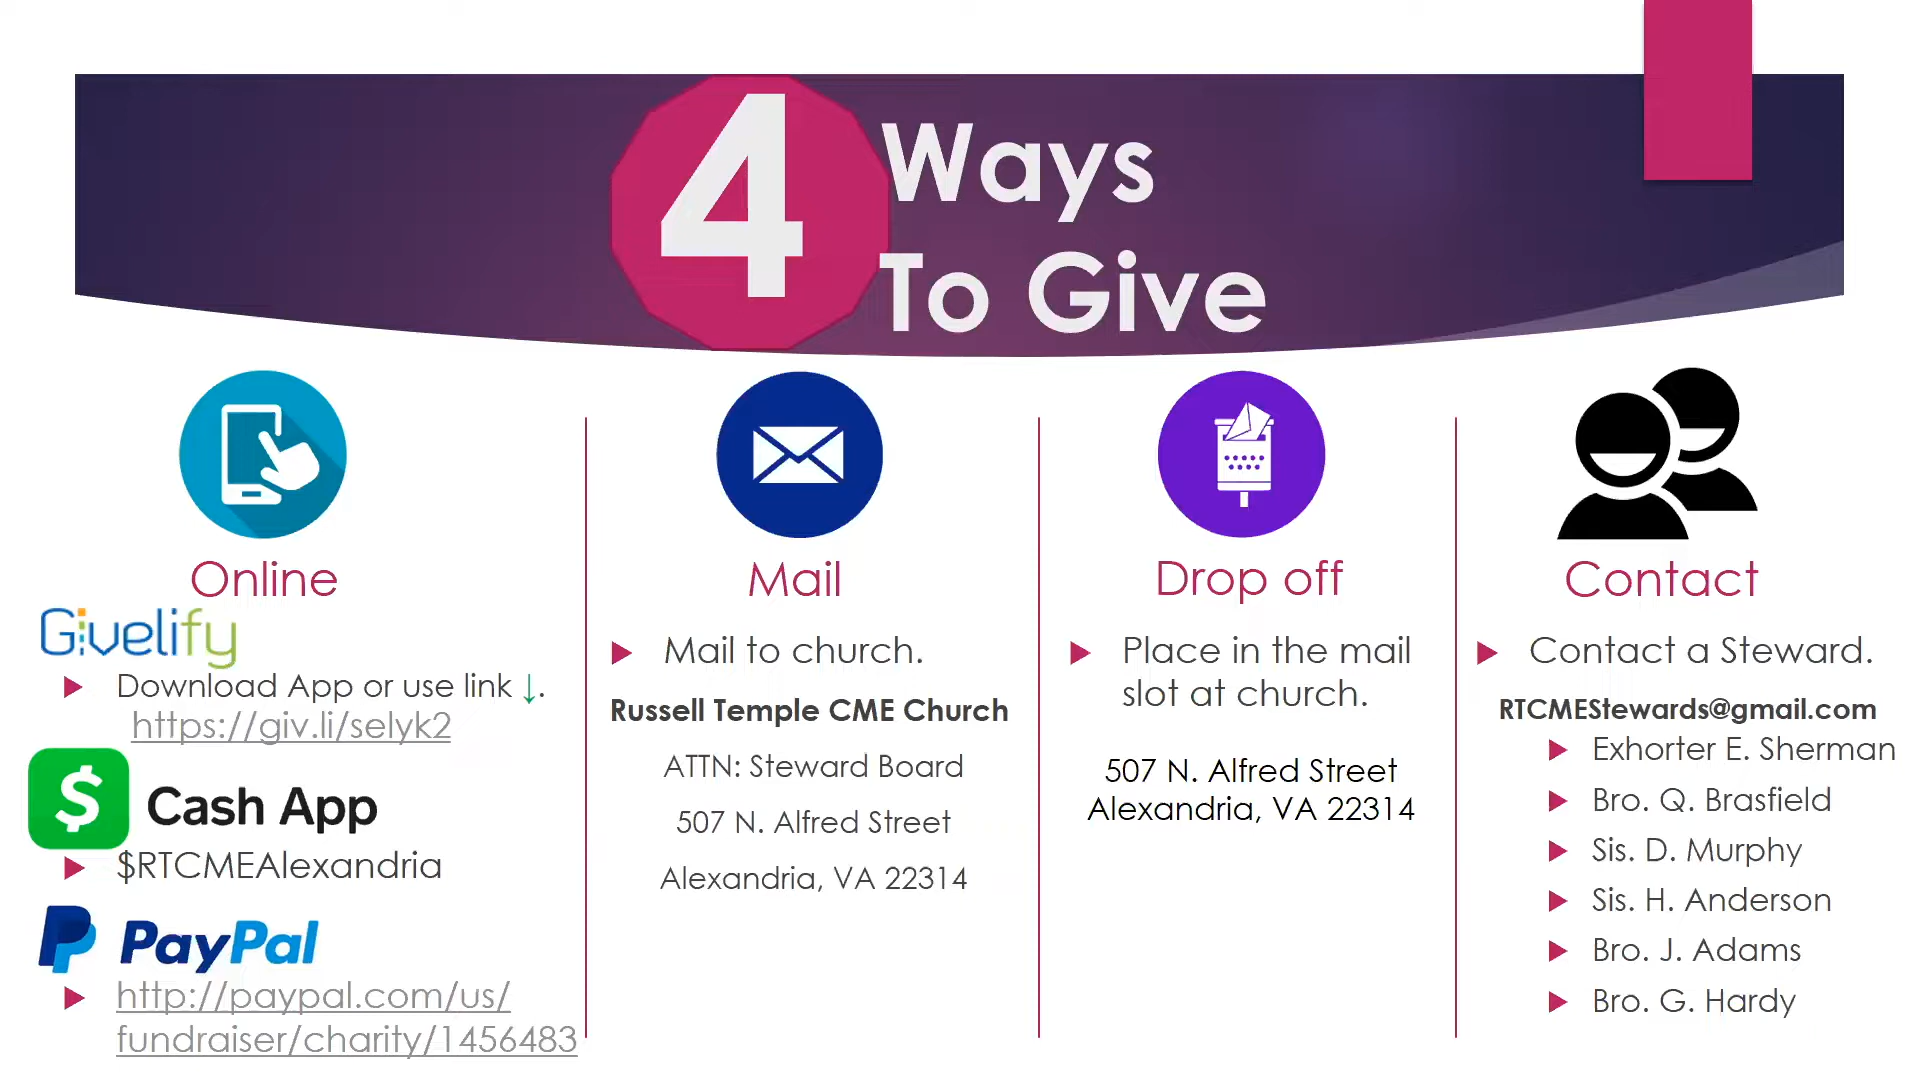 4
Ways
To Give
Online
Givelify
Download App or use link ↓.
https://giv.li/selyk2
$ Cash App
$RTCMEAlexandria
PayPal
http://paypal.com/us/
fundraiser/charity/1456483
Mail
Mail to church.
Russell Temple CME Church
ATTN: Steward Board
507 N. Alfred Street
Alexandria, VA 22314
Drop off
Place in the mail
slot at church.
507 N. Alfred Street
Alexandria, VA 22314
Contact
Contact a Steward.
RTCMEStewards@gmail.com
Exhorter E. Sherman
Bro. Q. Brasfield
Sis. D. Murphy
Sis. H. Anderson
Bro. J. Adams
Bro. G. Hardy